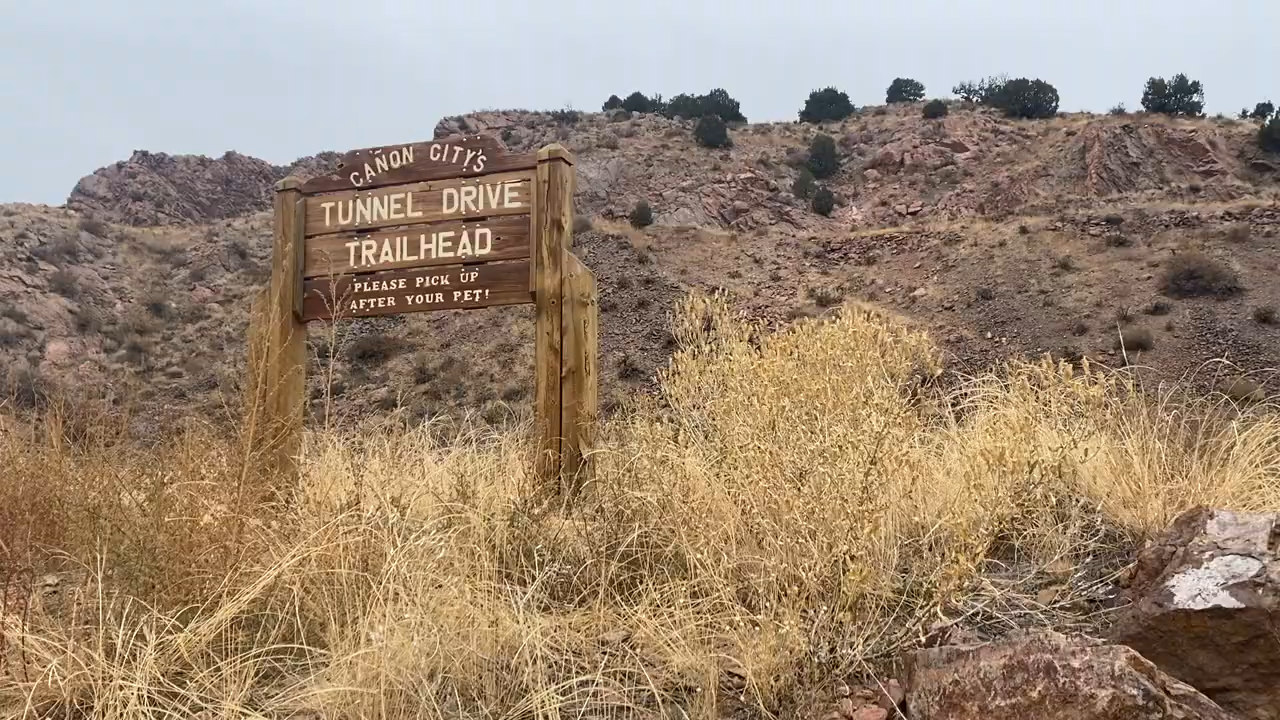 CAÑON CITY'S
TUNNEL DRIVE
TRAILHEAD
PLEASE PICK UP
AFTER YOUR PET!